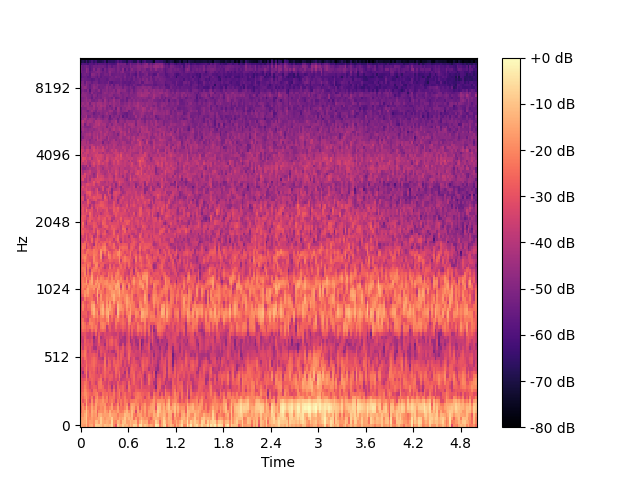 +0 dB
8192
-10 dB
4096
-20 dB
-30 dB
2048
Hz
-40 dB
1024
-50 dB
512
-60 dB
-70 dB
0
-80 dB
0 0.6 1.2 1.8 2.4 3 3.6 4.2 4.8
Time